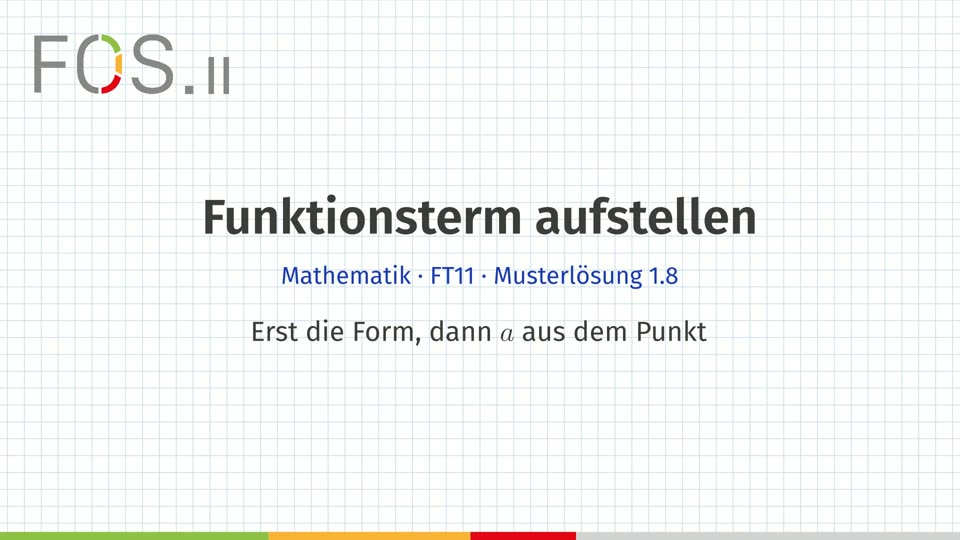 FOS.II
Funktionsterm aufstellen
Mathematik · FT11 · Musterlösung 1.8
Erst die Form, dann a aus dem Punkt